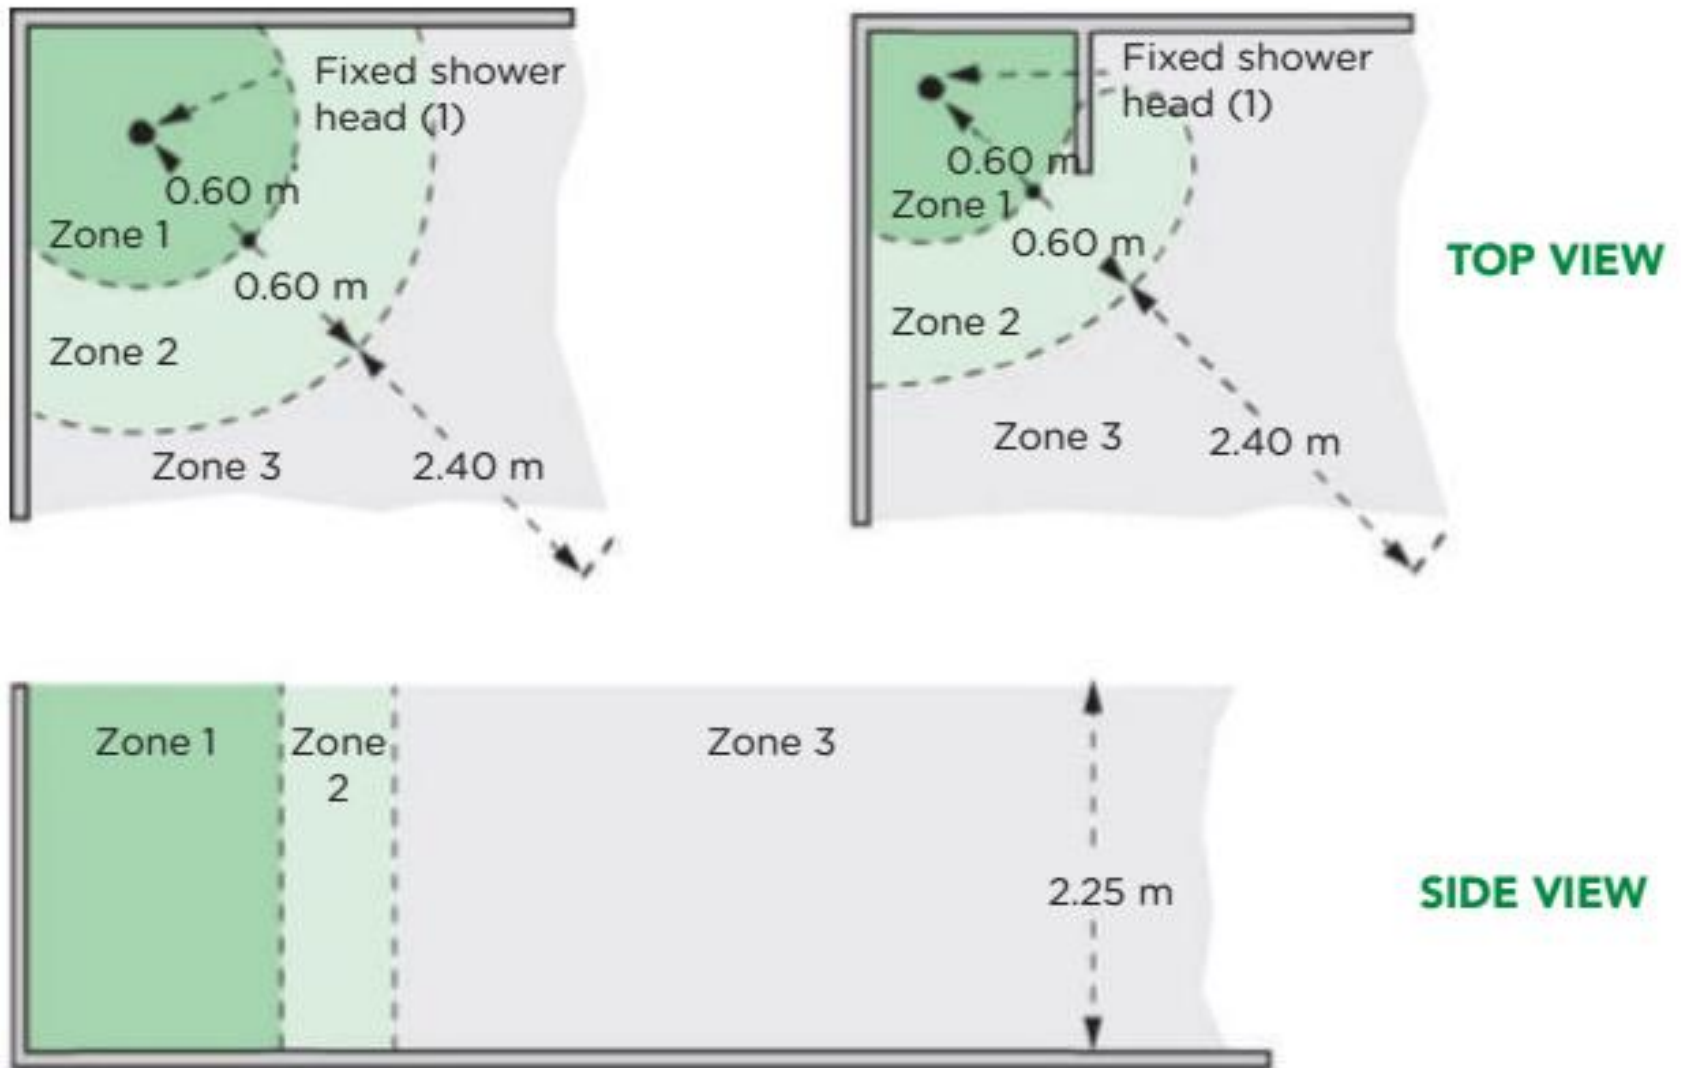 Fixed shower
head (1)
0.60 m
Zone 1
0.60 m
Zone 2
Zone 3
2.40 m
Fixed shower
head (1)
0.60 m
Zone 1
0.60 m
Zone 2
Zone 3
2.40 m
TOP VIEW
Zone 1
Zone
2
Zone 3
2.25 m
SIDE VIEW